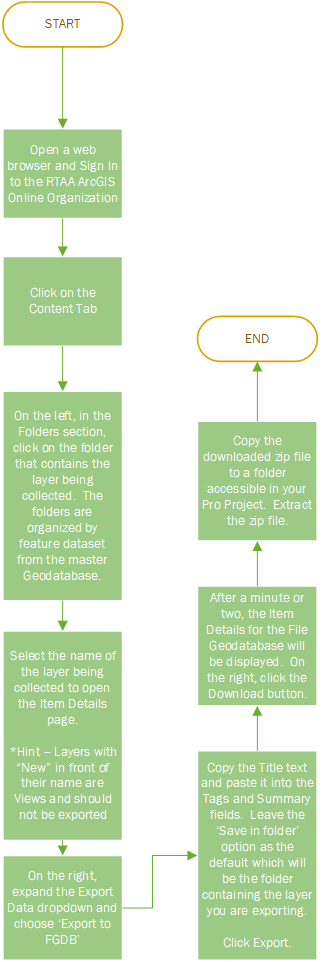 START
Open a web
browser and Sign In
to the RTAA ArcGIS
Online Organization
Click on the
Content Tab
On the left, in the
Folders section,
click on the folder
that contains the
layer being
collected.  The
folders are
organized by
feature dataset
from the master
Geodatabase.
Select the name of
the layer being
collected to open
the Item Details
page.
*Hint – Layers with
“New” in front of
their name are
Views and should
not be exported
On the right,
expand the Export
Data dropdown and
choose ‘Export to
FGDB’
Copy the Title text
and paste it into the
Tags and Summary
fields.  Leave the
‘Save in folder’
option as the
default which will
be the folder
containing the layer
you are exporting.
Click Export.
After a minute or
two, the Item
Details for the File
Geodatabase will
be displayed.  On
the right, click the
Download button.
Copy the
downloaded zip file
to a folder
accessible in your
Pro Project.  Extract
the zip file.
END